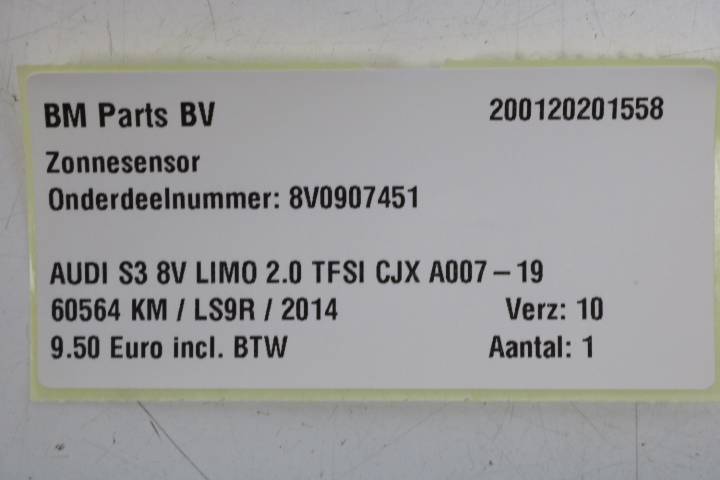 BM Parts BV 200120201558
Zonnesensor
Onderdeelnummer: 8V0907451
AUDI S3 8V LIMO 2.0 TFSI CJX A007-19
60564 KM / LS9R / 2014 Verz: 10
9.50 Euro incl. BTW Aantal: 1